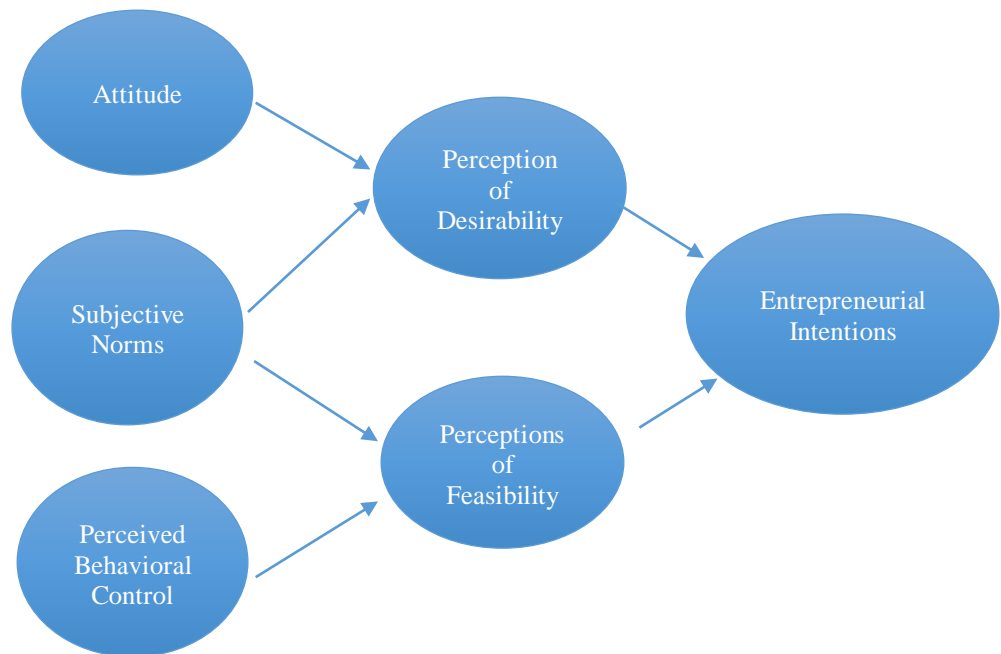 Attitude
Perception
of
Desirability
Subjective
Norms
Entrepreneurial
Intentions
Perceptions
of
Feasibility
Perceived
Behavioral
Control